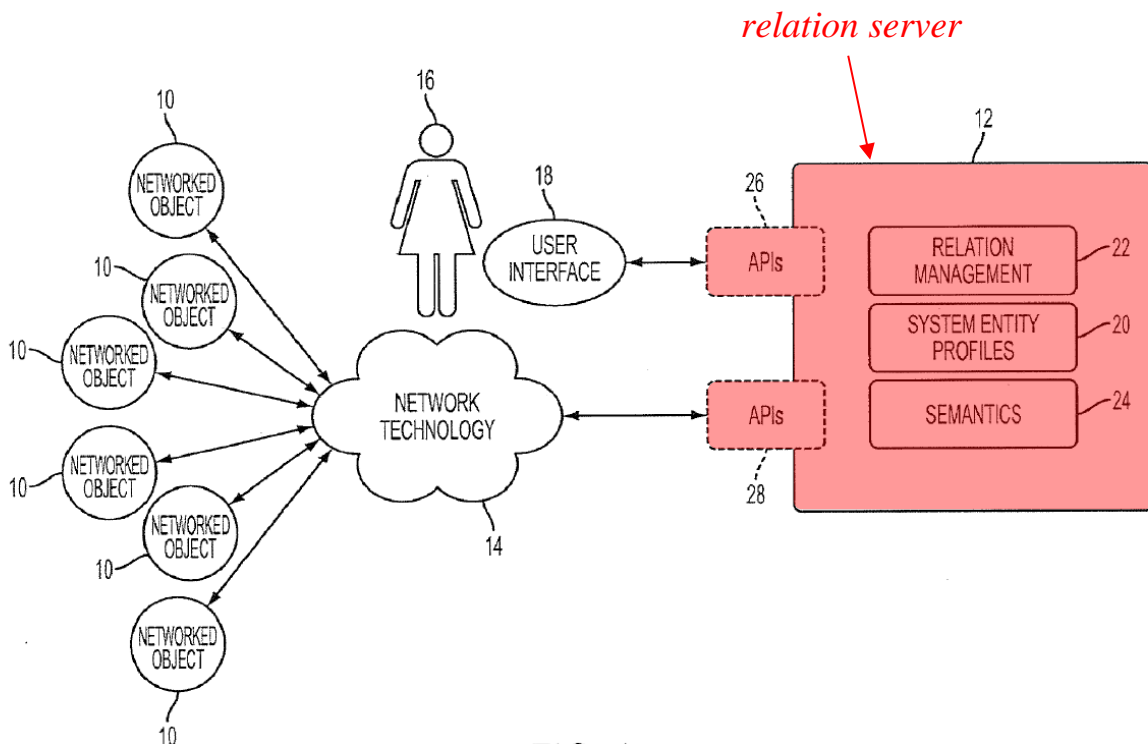 relation server
16
12
10
NETWORKED
OBJECT
18
USER
INTERFACE
26
APIs
RELATION
MANAGEMENT
22
10
NETWORKED
OBJECT
SYSTEM ENTITY
PROFILES
20
10
NETWORKED
OBJECT
NETWORK
TECHNOLOGY
APIs
SEMANTICS
24
10
NETWORKED
OBJECT
28
10
NETWORKED
OBJECT
14
NETWORKED
OBJECT
10